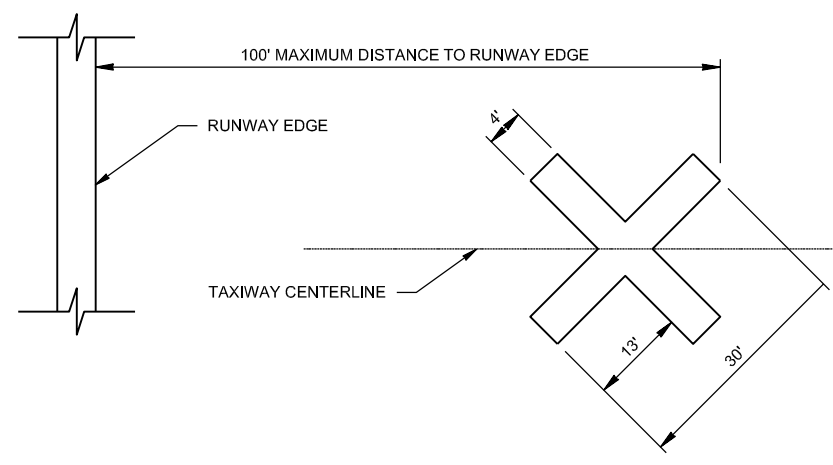 100' MAXIMUM DISTANCE TO RUNWAY EDGE
4'
RUNWAY EDGE
TAXIWAY CENTERLINE
13'
30'